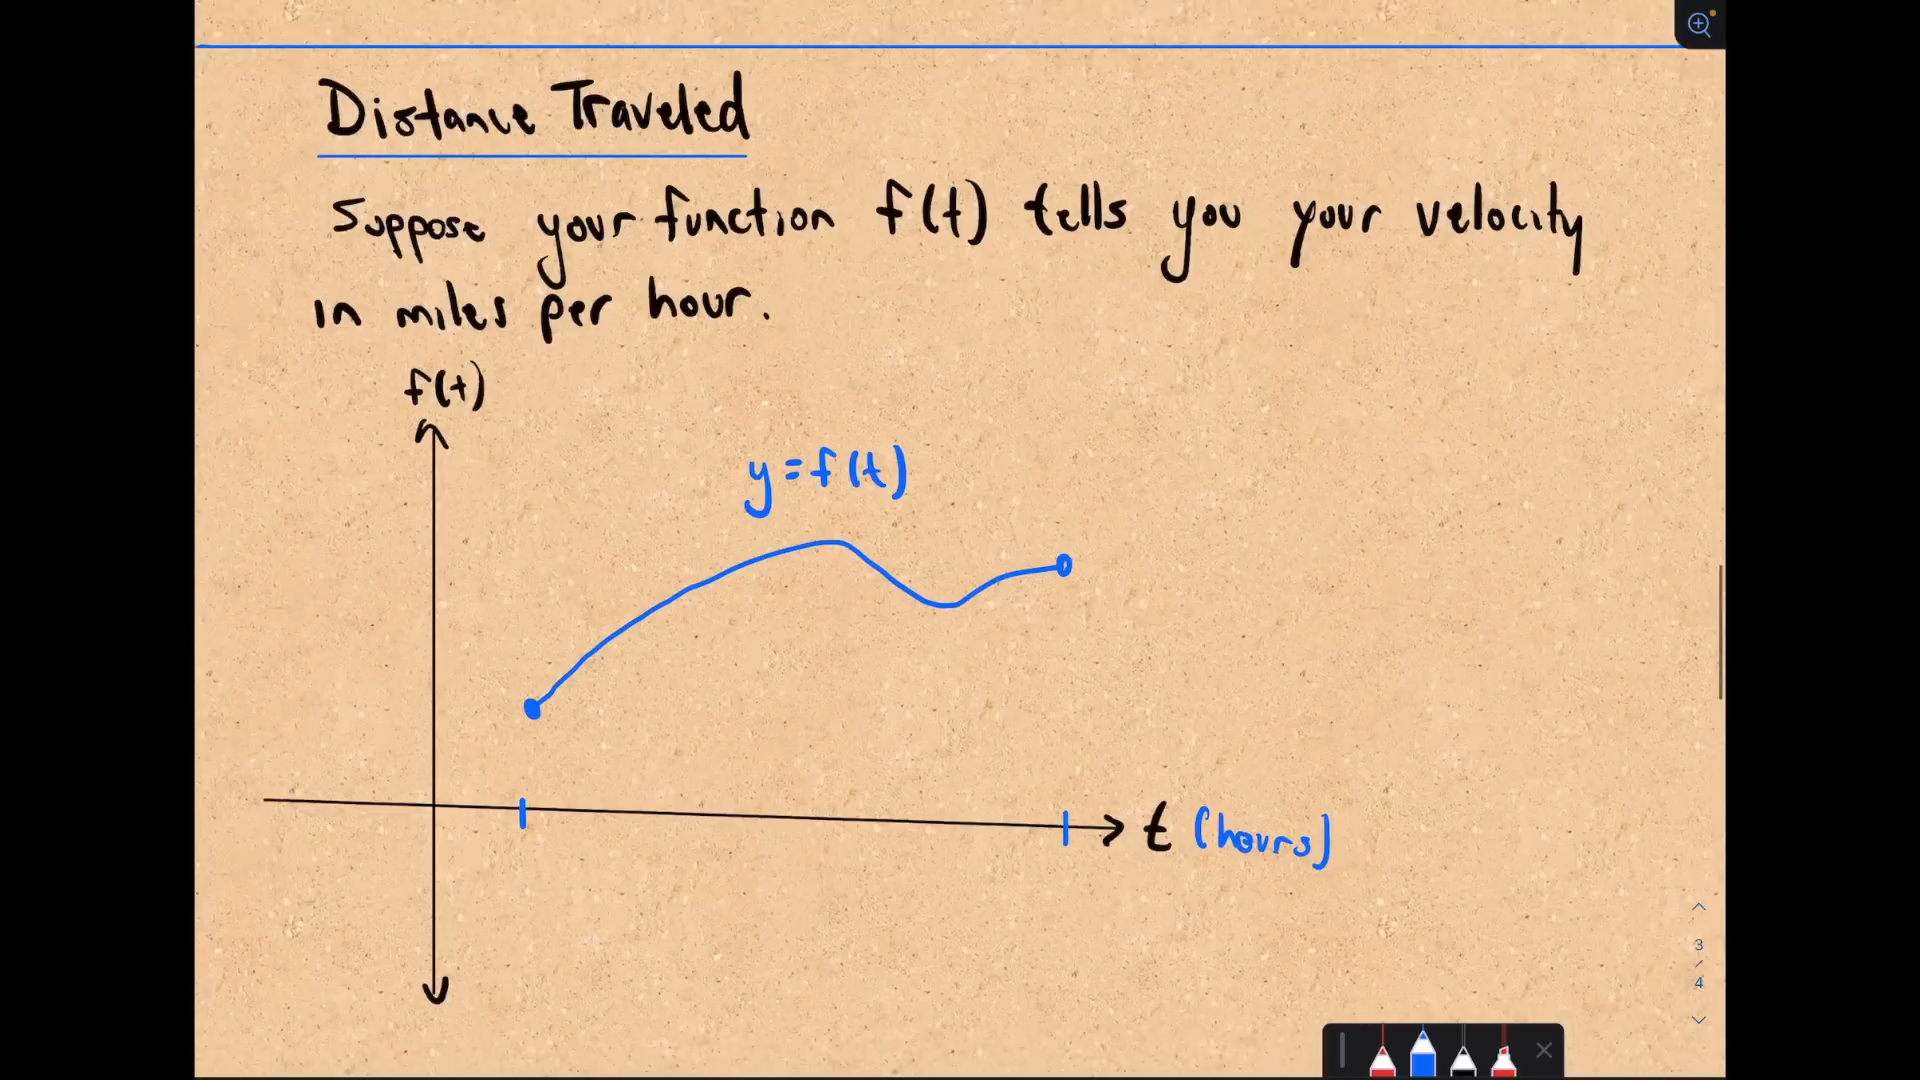 Distance Traveled
Suppose your function f(t) tells you your velocity
in miles per hour.
f(t)
y = f(t)
t (hours)
3
/
4